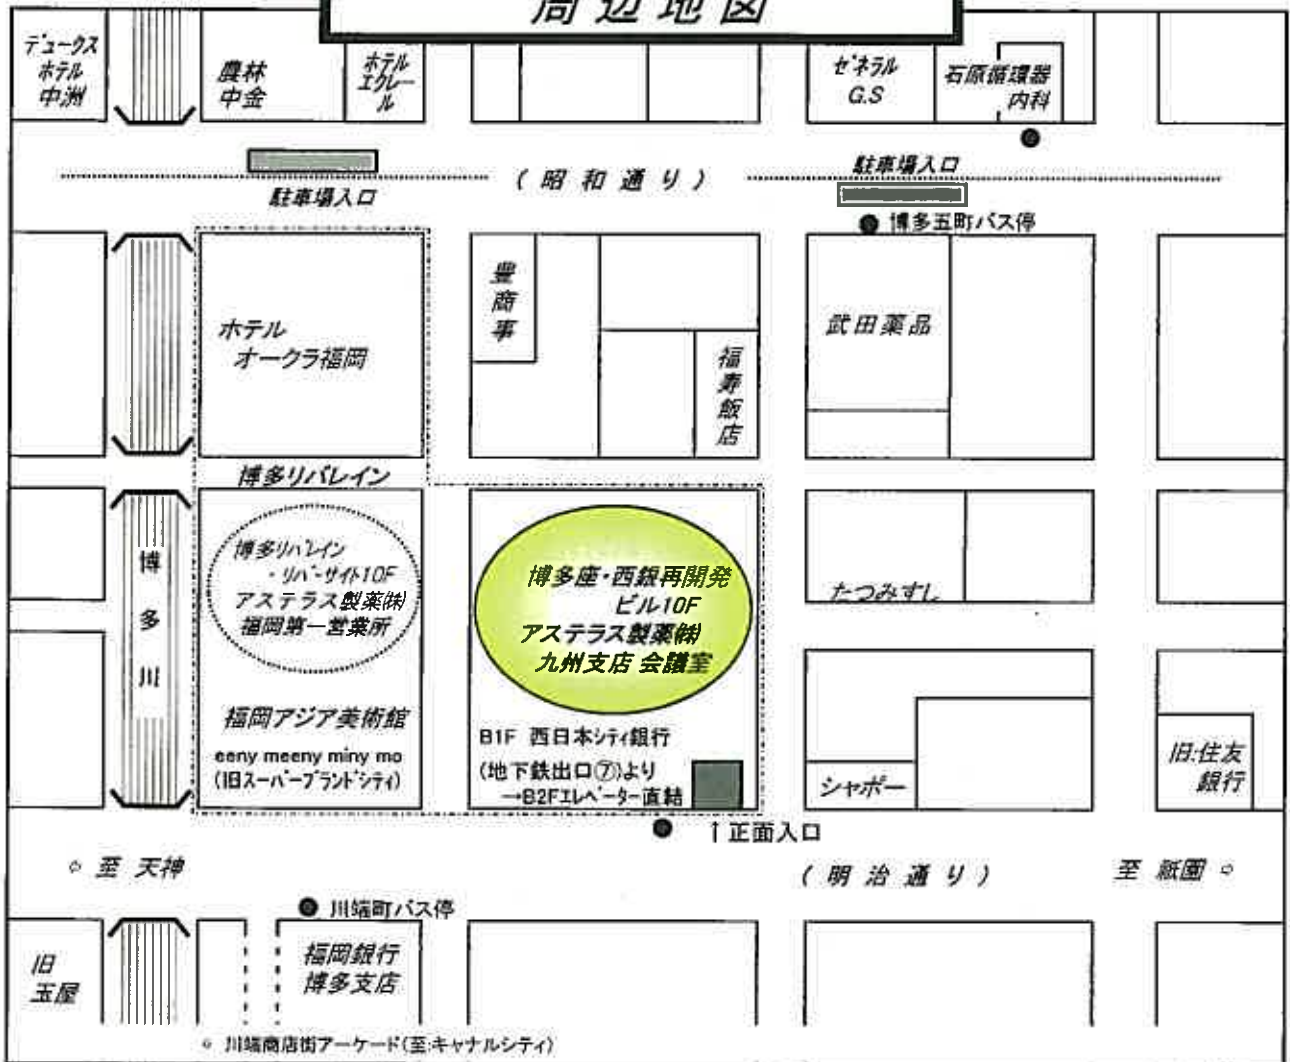 周辺地図
デュークス
ホテル
中洲
農林
中金
ホテル
エクレー
ル
ゼネラル
G.S
石原循環器
内科
駐車場入口
(昭和通り)
駐車場入口
博多五町バス停
ホテル
オークラ福岡
豊商事
福寿飯店
武田薬品
博多リバレイン
博多川
博多リバレイン
・リバーサイト10F
アステラス製薬㈱
福岡第一営業所
博多座・西銀再開発
ビル10F
アステラス製薬㈱
九州支店 会議室
たつみすし
福岡アジア美術館
eeny meeny miny mo
(旧スーパーブランドシティ)
B1F 西日本シティ銀行
(地下鉄出口⑦)より
→B2Fエレベーター直結
シャポー
旧:住友
銀行
↑正面入口
⇦ 至 天神
(明治通り)
至 祇園 ⇨
川端町バス停
旧
玉屋
福岡銀行
博多支店
川端商店街アーケード(至:キャナルシティ)